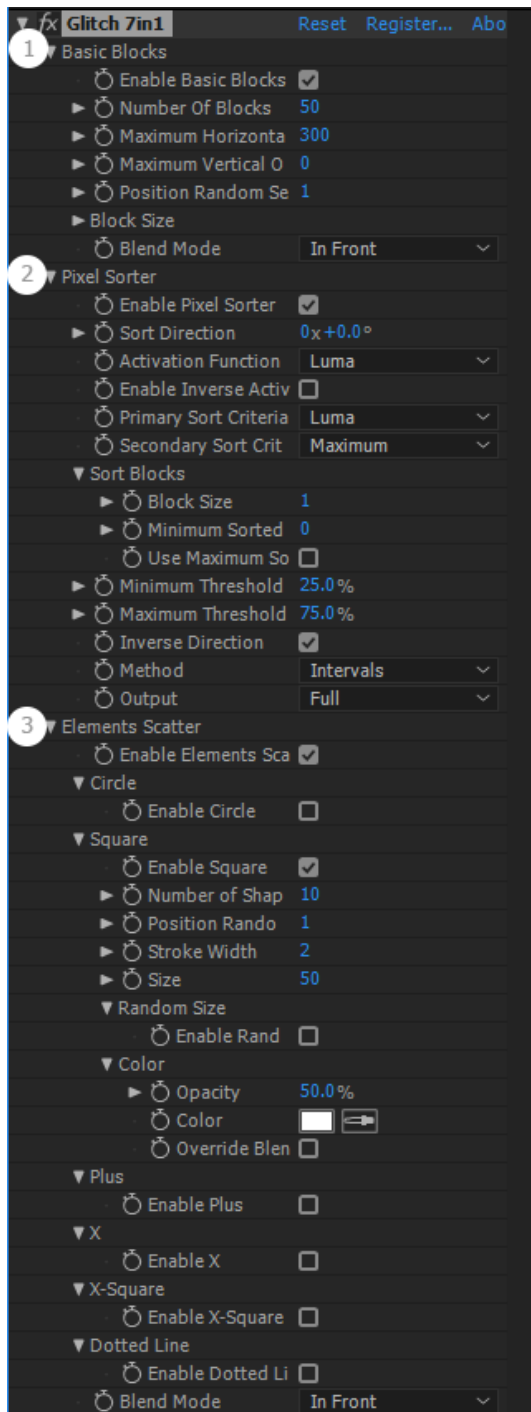 fx Glitch 7in1 Reset Register... Abo
1 Basic Blocks
Enable Basic Blocks
Number Of Blocks 50
Maximum Horizonta 300
Maximum Vertical O 0
Position Random Se 1
Block Size
Blend Mode In Front
2 Pixel Sorter
Enable Pixel Sorter
Sort Direction 0x+0.0°
Activation Function Luma
Enable Inverse Activ
Primary Sort Criteria Luma
Secondary Sort Crit Maximum
Sort Blocks
Block Size 1
Minimum Sorted 0
Use Maximum So
Minimum Threshold 25.0%
Maximum Threshold 75.0%
Inverse Direction
Method Intervals
Output Full
3 Elements Scatter
Enable Elements Sca
Circle
Enable Circle
Square
Enable Square
Number of Shap 10
Position Rando 1
Stroke Width 2
Size 50
Random Size
Enable Rand
Color
Opacity 50.0%
Color
Override Blen
Plus
Enable Plus
X
Enable X
X-Square
Enable X-Square
Dotted Line
Enable Dotted Li
Blend Mode In Front